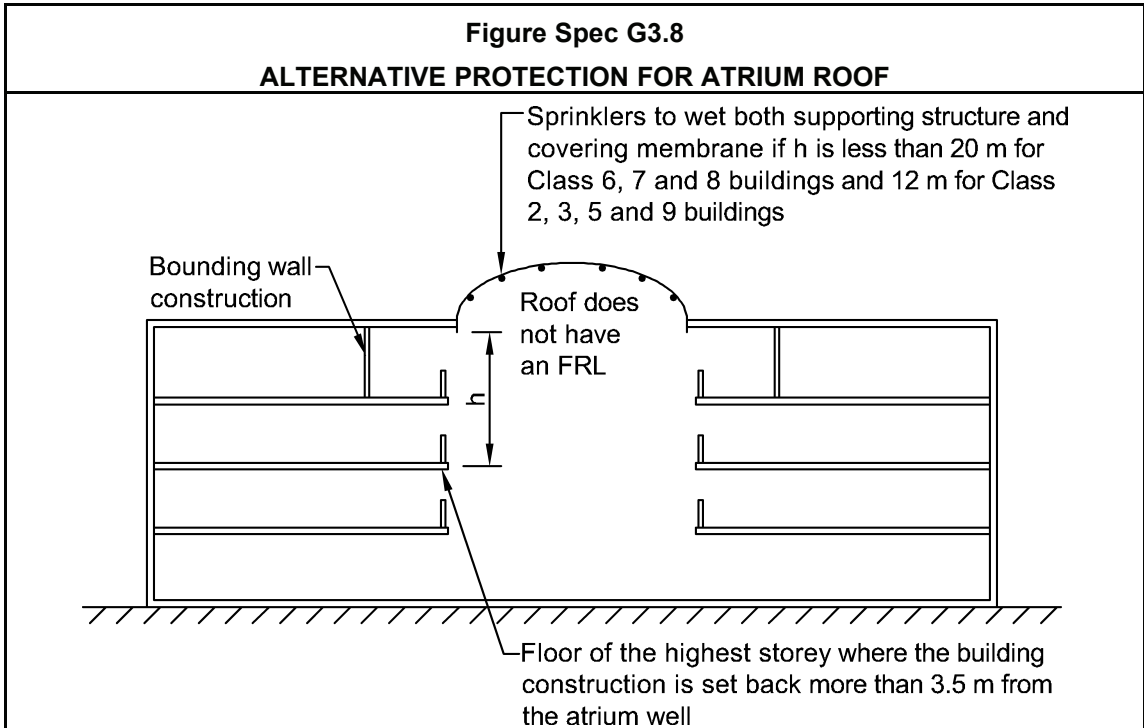 Figure Spec G3.8
ALTERNATIVE PROTECTION FOR ATRIUM ROOF
Sprinklers to wet both supporting structure and
covering membrane if h is less than 20 m for
Class 6, 7 and 8 buildings and 12 m for Class
2, 3, 5 and 9 buildings
Bounding wall
construction
Roof does
not have
an FRL
h
Floor of the highest storey where the building
construction is set back more than 3.5 m from
the atrium well